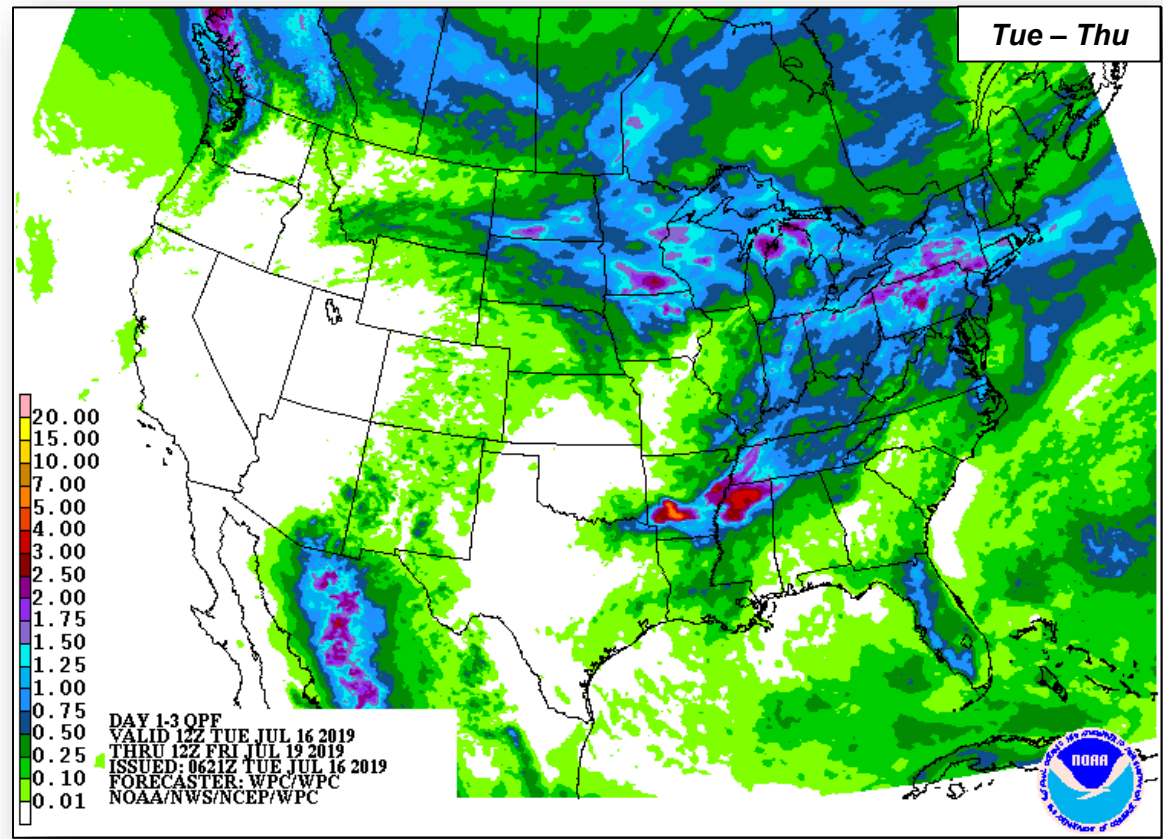 Tue – Thu
20.00
15.00
10.00
7.00
5.00
4.00
3.00
2.50
2.00
1.75
1.50
1.25
1.00
0.75
0.50
0.25
0.10
0.01
DAY 1-3 QPF
VALID 12Z TUE JUL 16 2019
THRU 12Z FRI JUL 19 2019
ISSUED: 0621Z TUE JUL 16 2019
FORECASTER: WPC/WPC
NOAA/NWS/NCEP/WPC
NOAA